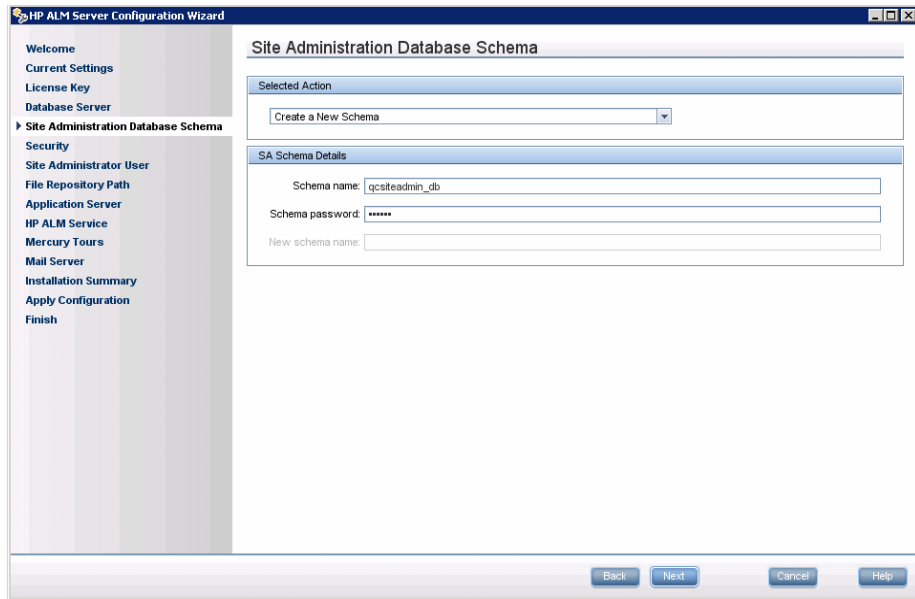 HP ALM Server Configuration Wizard
Welcome
Current Settings
License Key
Database Server
Site Administration Database Schema
Security
Site Administrator User
File Repository Path
Application Server
HP ALM Service
Mercury Tours
Mail Server
Installation Summary
Apply Configuration
Finish
Site Administration Database Schema
Selected Action
Create a New Schema
SA Schema Details
Schema name: qcsiteadmin_db
Schema password: ••••••
New schema name:
Back Next Cancel Help